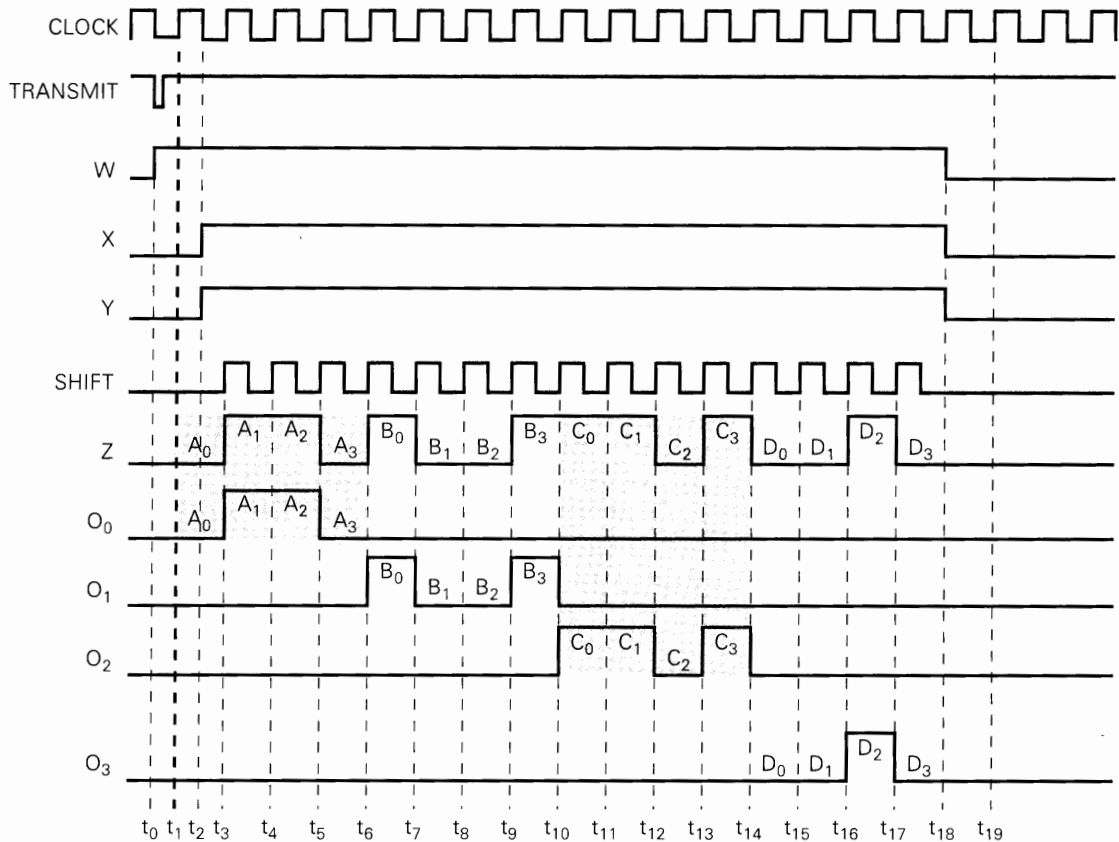 CLOCK
TRANSMIT
W
X
Y
SHIFT
Z A₀ A₁ A₂ A₃ B₀ B₁ B₂ B₃ C₀ C₁ C₂ C₃ D₀ D₁ D₂ D₃
O₀ A₀ A₁ A₂ A₃
O₁ B₀ B₁ B₂ B₃
O₂ C₀ C₁ C₂ C₃
O₃ D₀ D₁ D₂ D₃
t₀ t₁ t₂ t₃ t₄ t₅ t₆ t₇ t₈ t₉ t₁₀ t₁₁ t₁₂ t₁₃ t₁₄ t₁₅ t₁₆ t₁₇ t₁₈ t₁₉